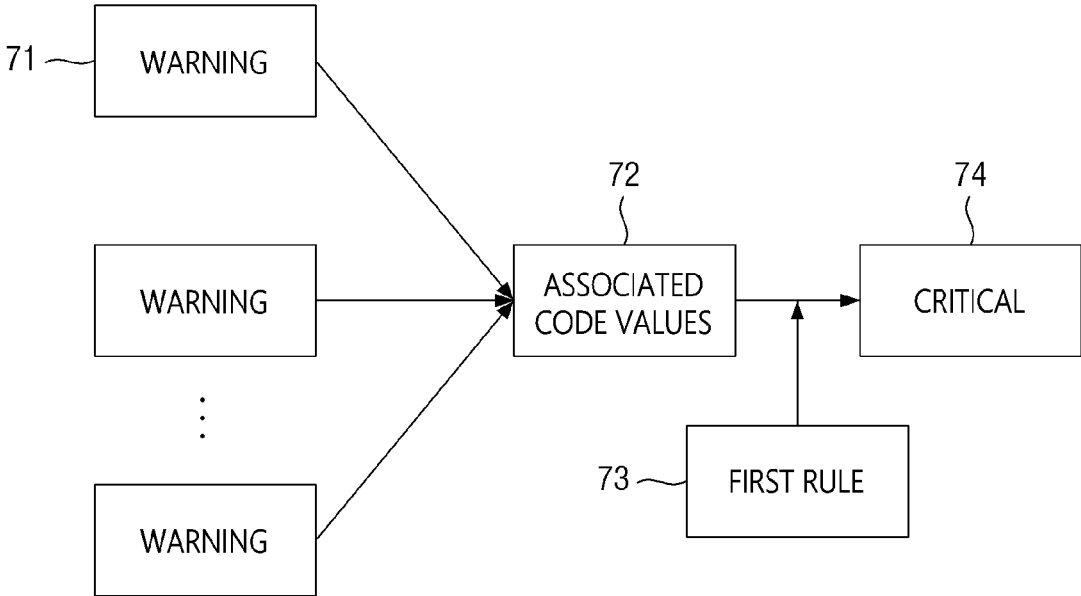 71
WARNING
72
74
WARNING
ASSOCIATED
CODE VALUES
CRITICAL
73
FIRST RULE
WARNING